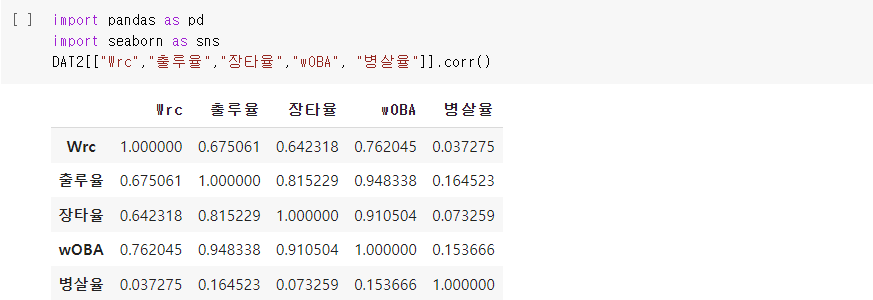 [ ] import pandas as pd
import seaborn as sns
DAT2[["Wrc","출루율","장타율","wOBA", "병살율"]].corr()
Wrc 출루율 장타율 wOBA 병살율
Wrc 1.000000 0.675061 0.642318 0.762045 0.037275
출루율 0.675061 1.000000 0.815229 0.948338 0.164523
장타율 0.642318 0.815229 1.000000 0.910504 0.073259
wOBA 0.762045 0.948338 0.910504 1.000000 0.153666
병살율 0.037275 0.164523 0.073259 0.153666 1.000000